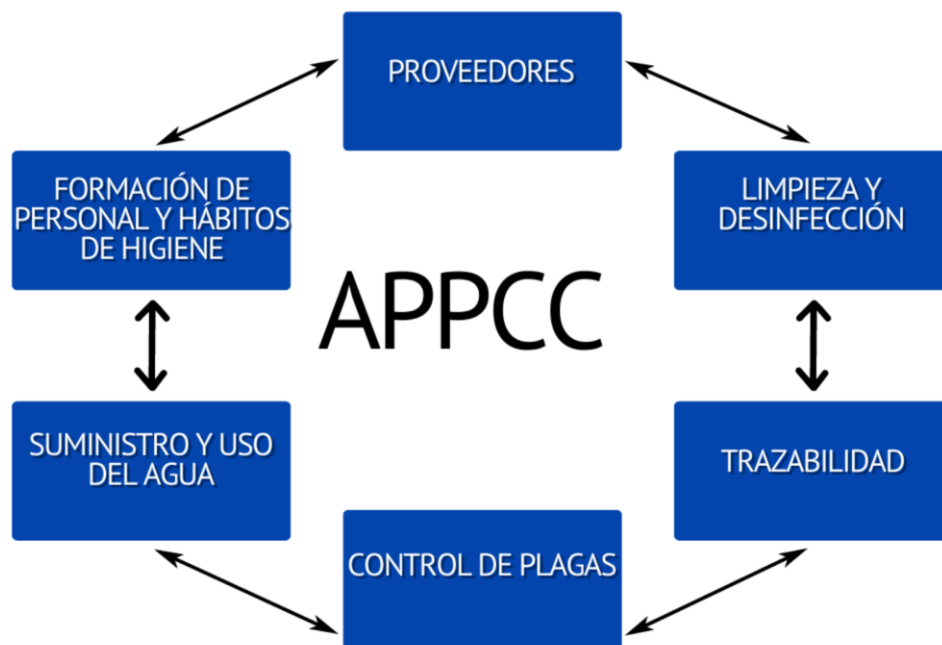 PROVEEDORES
FORMACIÓN DE
PERSONAL Y HÁBITOS
DE HIGIENE
LIMPIEZA Y
DESINFECCIÓN
APPCC
SUMINISTRO Y USO
DEL AGUA
TRAZABILIDAD
CONTROL DE PLAGAS